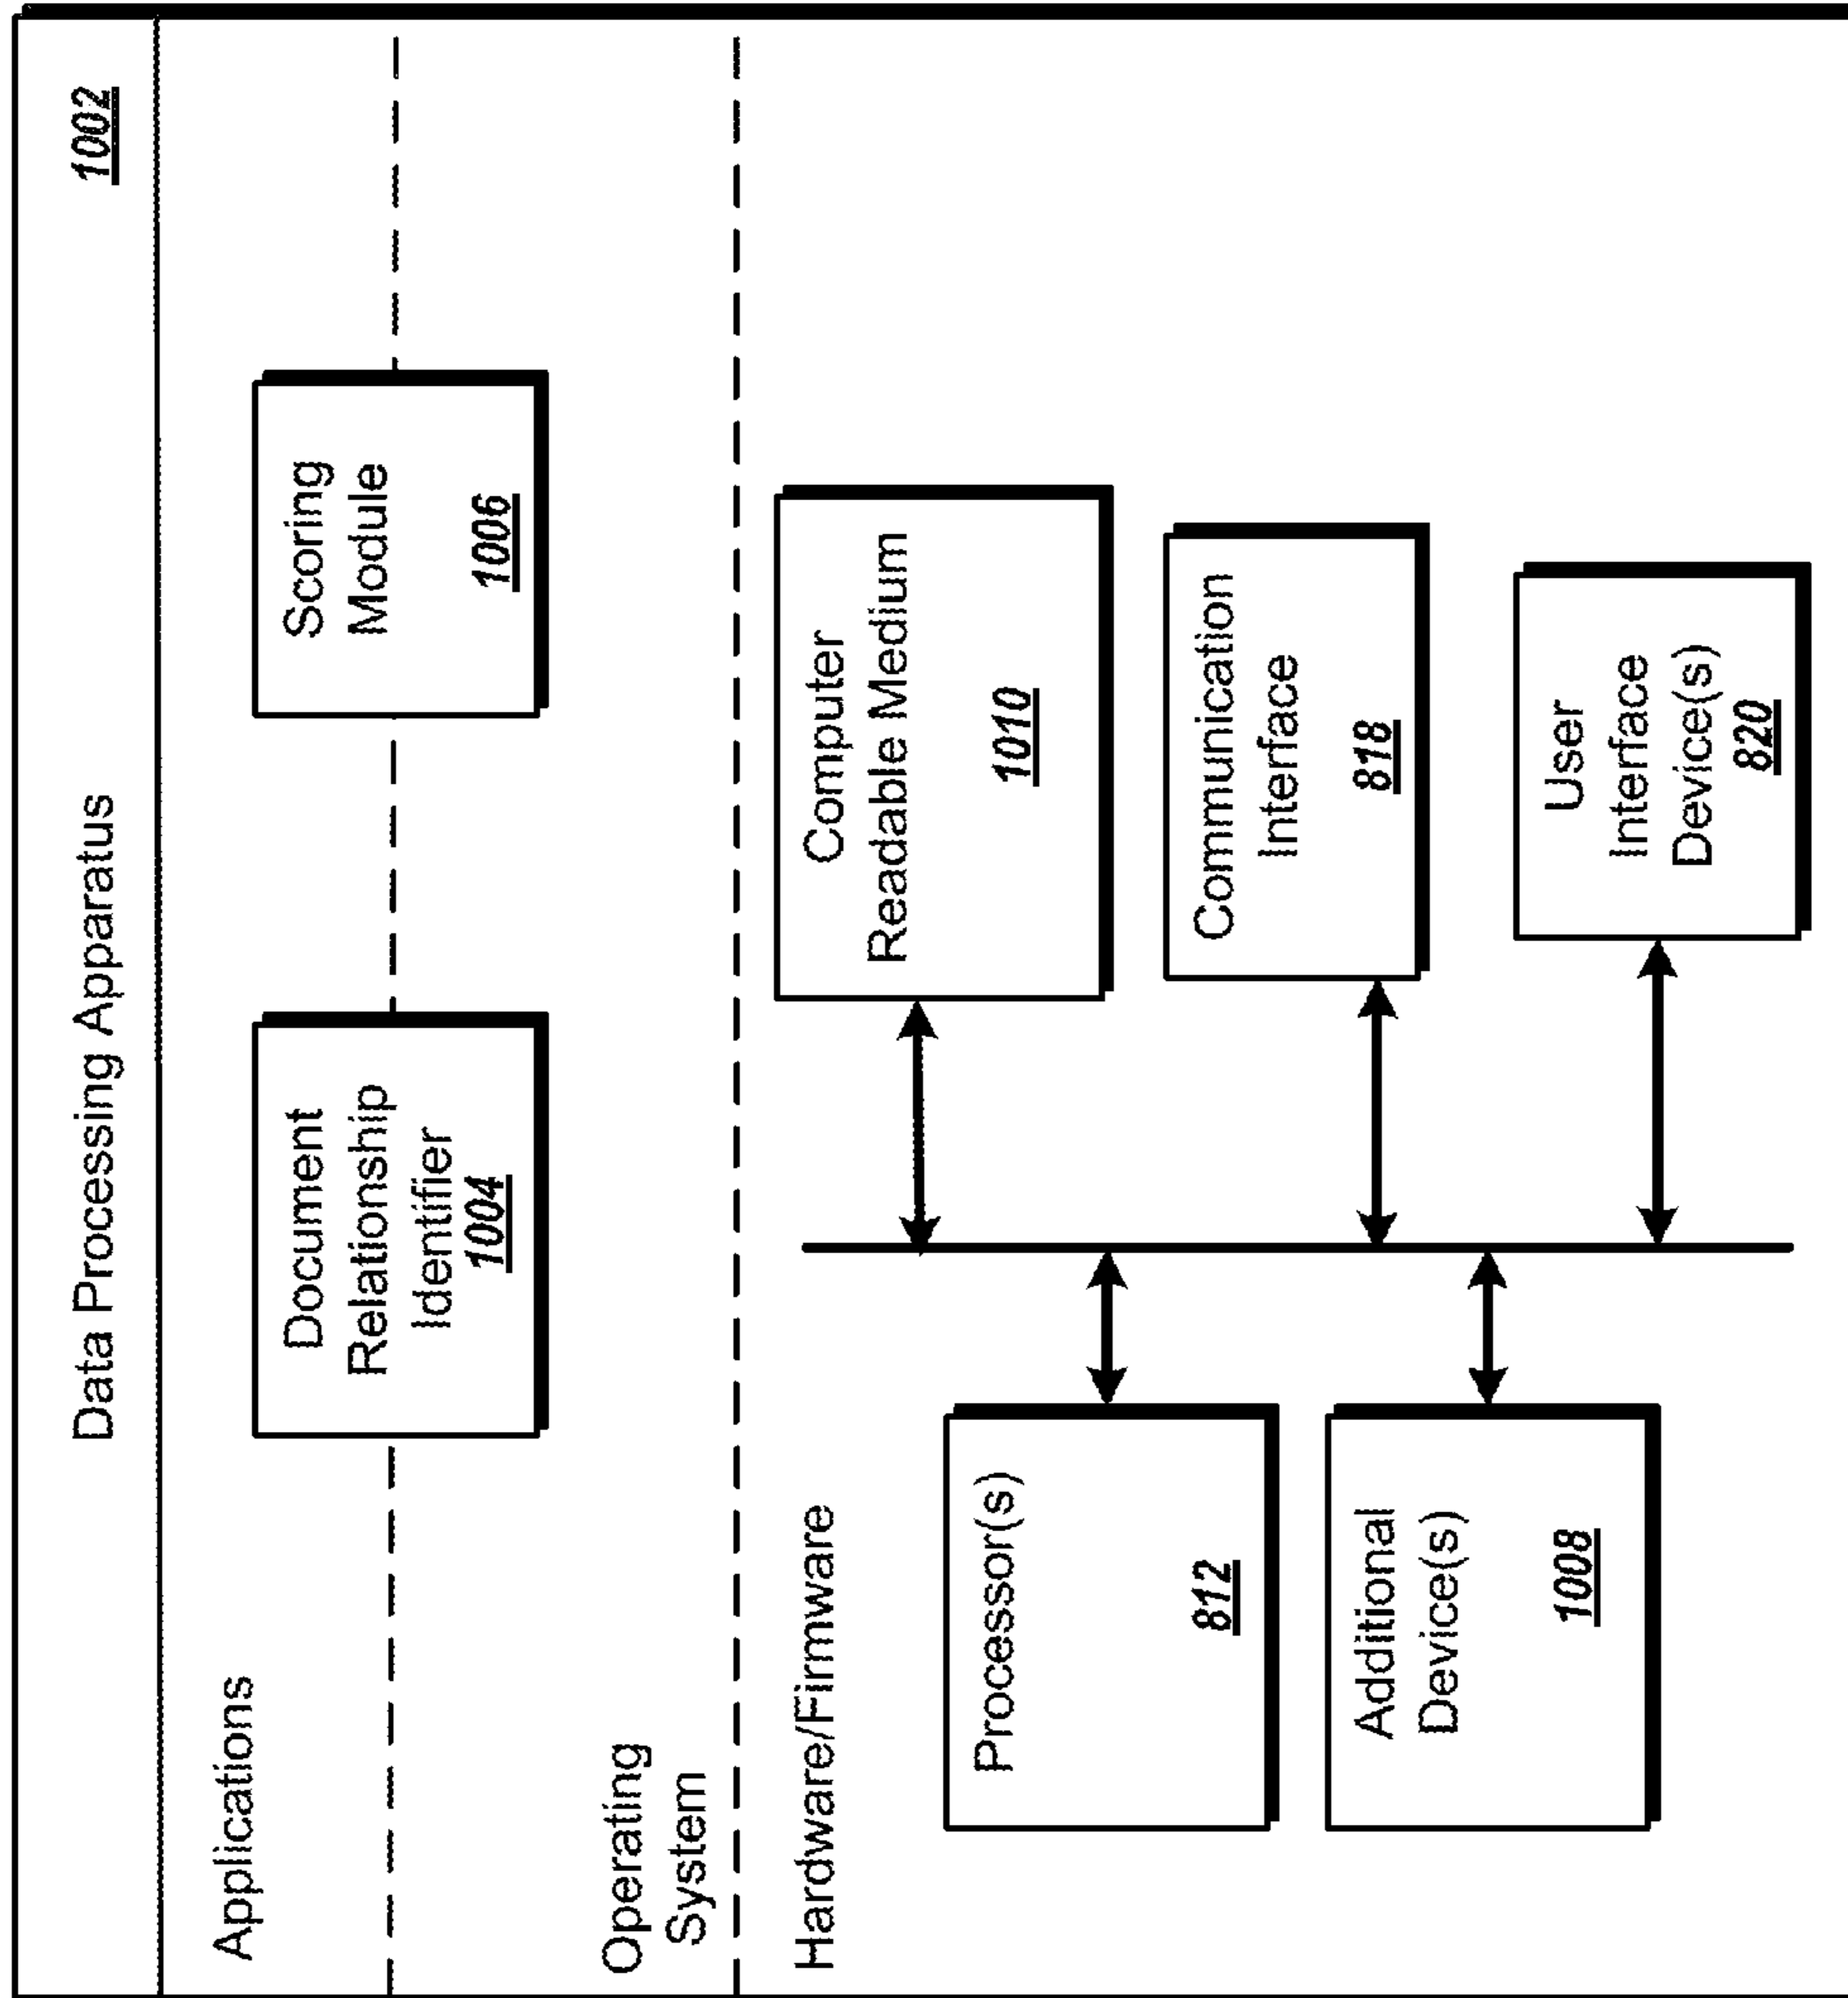 Data Processing Apparatus
1002
Applications
Document
Relationship
Identifier
1004
Scoring
Module
1006
Operating
System
Hardware/Firmware
Processor(s)
812
Additional
Device(s)
1008
Computer
Readable Medium
1010
Communication
Interface
818
User
Interface
Device(s)
820